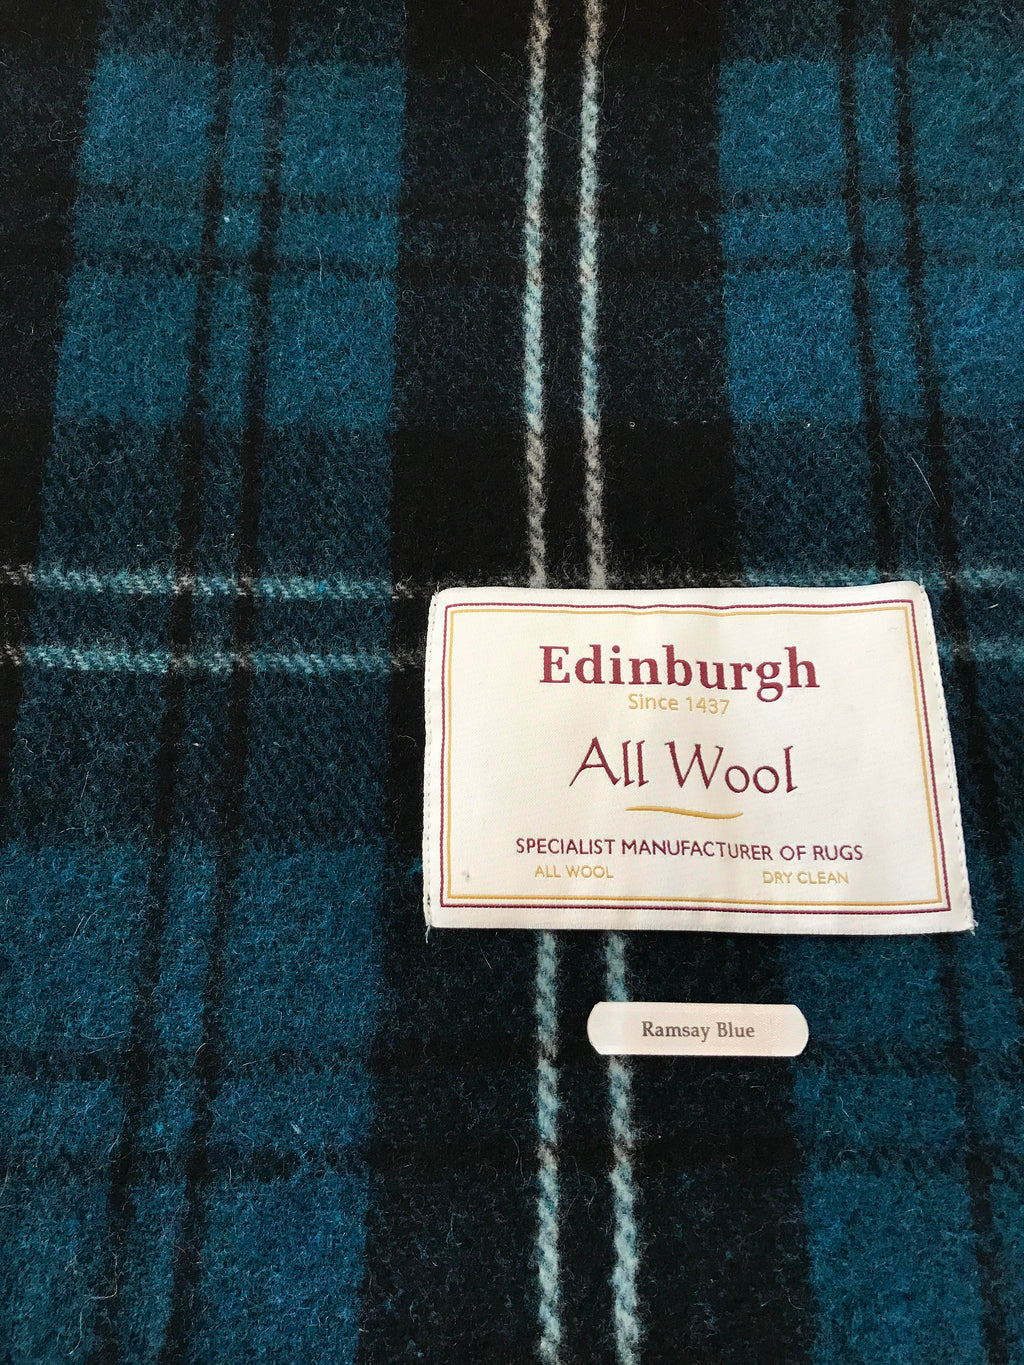 Edinburgh
Since 1437
All Wool
SPECIALIST MANUFACTURER OF RUGS
ALL WOOL DRY CLEAN
Ramsay Blue